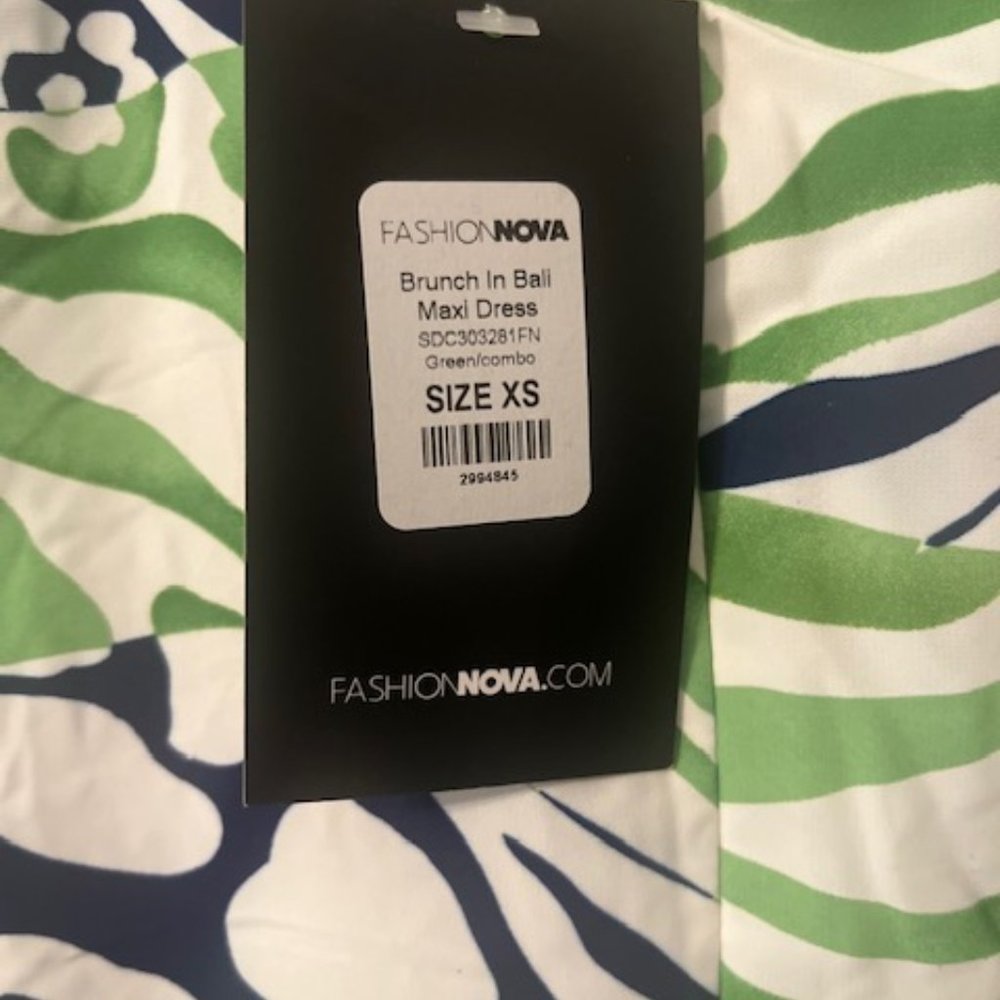 FASHIONNOVA
Brunch In Bali
Maxi Dress
SDC303281FN
Green/combo
SIZE XS
2994845
FASHIONNOVA.COM